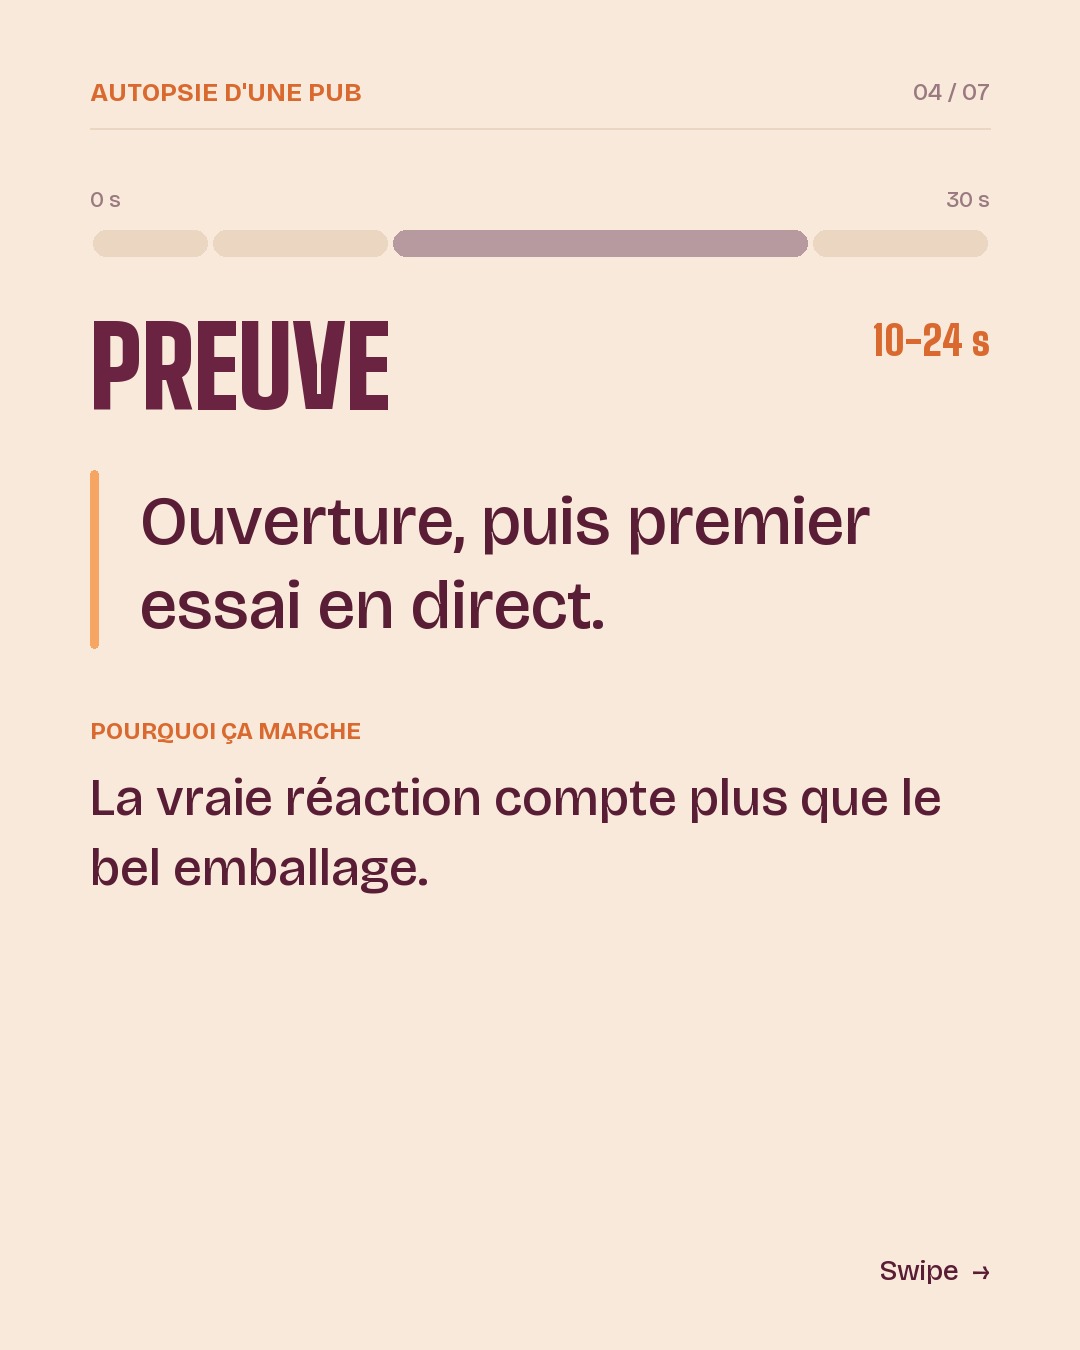 AUTOPSIE D'UNE PUB
04 / 07
0 s
30 s
PREUVE
10–24 s
Ouverture, puis premier
essai en direct.
POURQUOI ÇA MARCHE
La vraie réaction compte plus que le
bel emballage.
Swipe →